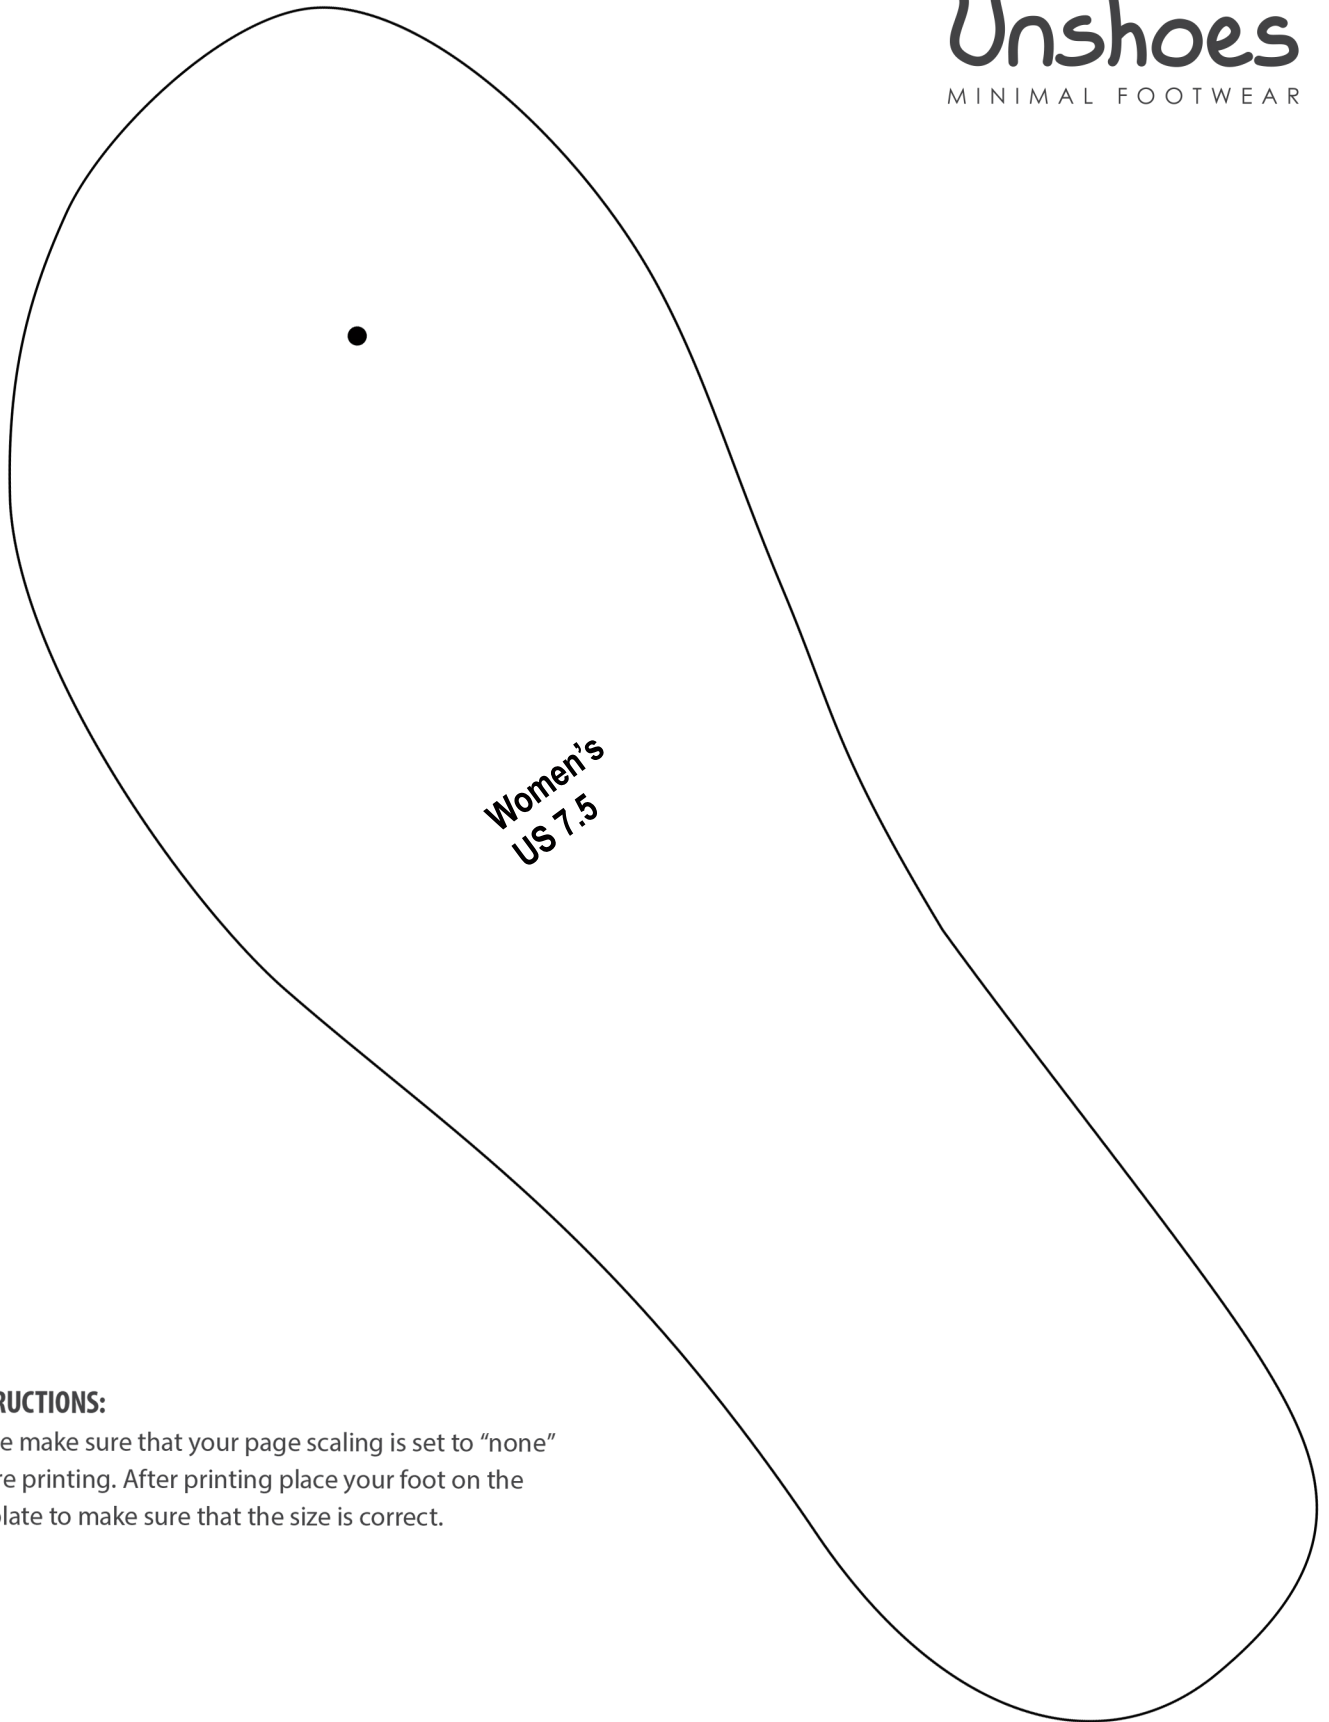 Unshoes
MINIMAL FOOTWEAR
Women’s
US 7.5
RUCTIONS:
e make sure that your page scaling is set to “none”
re printing. After printing place your foot on the
late to make sure that the size is correct.